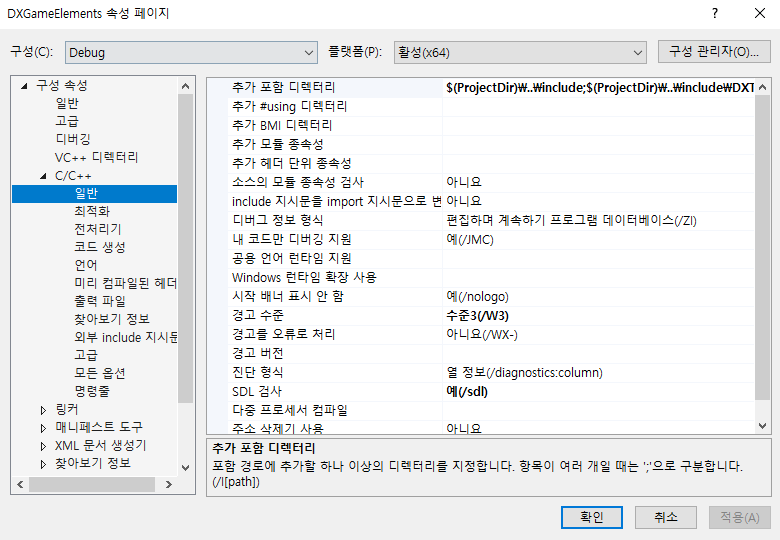 DXGameElements 속성 페이지
구성(C): Debug 플랫폼(P): 활성(x64) 구성 관리자(O)...
구성 속성
일반
고급
디버깅
VC++ 디렉터리
C/C++
일반
최적화
전처리기
코드 생성
언어
미리 컴파일된 헤더
출력 파일
찾아보기 정보
외부 include 지시문
고급
모든 옵션
명령줄
링커
매니페스트 도구
XML 문서 생성기
찾아보기 정보
추가 포함 디렉터리 $(ProjectDir)\..\include;$(ProjectDir)\..\include\DXT
추가 #using 디렉터리
추가 BMI 디렉터리
추가 모듈 종속성
추가 헤더 단위 종속성
소스의 모듈 종속성 검사 아니요
include 지시문을 import 지시문으로 변 아니요
디버그 정보 형식 편집하며 계속하기 프로그램 데이터베이스(/ZI)
내 코드만 디버깅 지원 예(/JMC)
공용 언어 런타임 지원
Windows 런타임 확장 사용
시작 배너 표시 안 함 예(/nologo)
경고 수준 수준3(/W3)
경고를 오류로 처리 아니요(/WX-)
경고 버전
진단 형식 열 정보(/diagnostics:column)
SDL 검사 예(/sdl)
다중 프로세서 컴파일
주소 삭제기 사용 아니요
추가 포함 디렉터리
포함 경로에 추가할 하나 이상의 디렉터리를 지정합니다. 항목이 여러 개일 때는 ';'으로 구분합니다.
(/I[path])
확인 취소 적용(A)